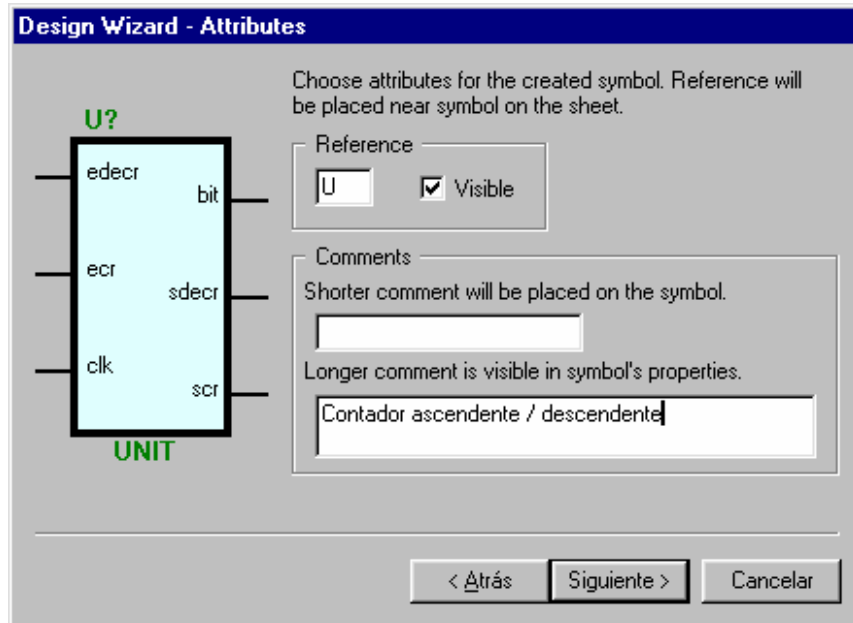 Design Wizard - Attributes
Choose attributes for the created symbol. Reference will
be placed near symbol on the sheet.
U?
edecr
bit
ecr
sdecr
clk
scr
UNIT
Reference
U
Visible
Comments
Shorter comment will be placed on the symbol.
Longer comment is visible in symbol's properties.
Contador ascendente / descendente
< Atrás
Siguiente >
Cancelar